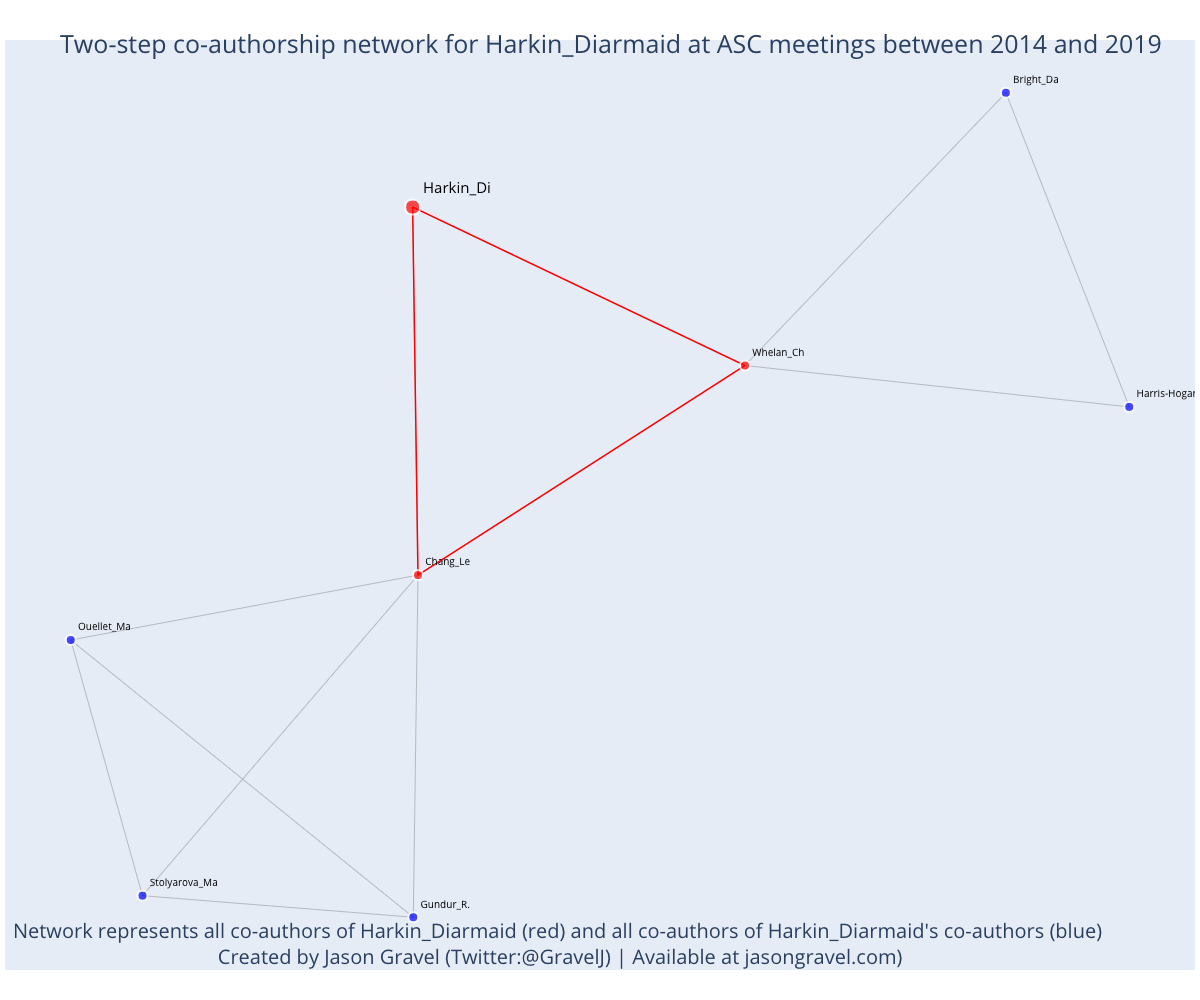 Two-step co-authorship network for Harkin_Diarmaid at ASC meetings between 2014 and 2019
Bright_Da
Harkin_Di
Whelan_Ch
Harris-Hogar
Chang_Le
Ouellet_Ma
Stolyarova_Ma
Gundur_R.
Network represents all co-authors of Harkin_Diarmaid (red) and all co-authors of Harkin_Diarmaid's co-authors (blue)
Created by Jason Gravel (Twitter:@GravelJ) | Available at jasongravel.com)